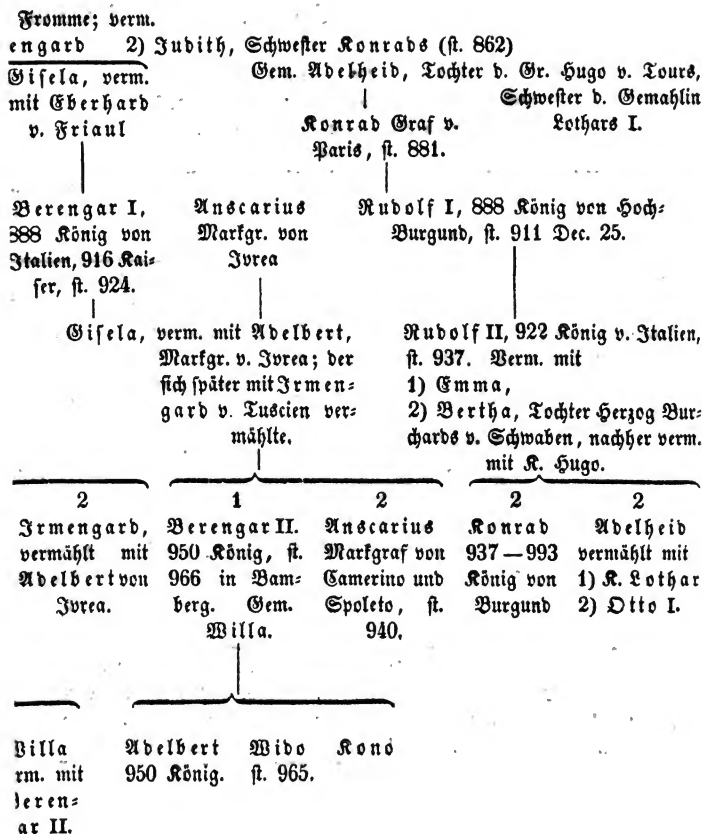 Fromme; verm.
engard 2) Judith, Schwester Konrads (st. 862)
Gisela, verm.
mit Eberhard
v. Friaul
Gem. Adelheid, Tochter d. Gr. Hugo v. Tours,
Schwester d. Gemahlin
Lothars I.
Konrad Graf v.
Paris, st. 881.
Berengar I,
888 König von
Italien, 916 Kai-
ser, st. 924.
Anscarius
Markgr. von
Ivrea
Rudolf I, 888 König von Hoch-
Burgund, st. 911 Dec. 25.
Gisela, verm. mit Adelbert,
Markgr. v. Ivrea; der
sich später mit Irmen-
gard v. Tuscien ver-
mählte.
Rudolf II, 922 König v. Italien,
st. 937. Verm. mit
1) Emma,
2) Bertha, Tochter Herzog Bur-
chards v. Schwaben, nachher verm.
mit K. Hugo.
2
Irmengard,
vermählt mit
Adelbert von
Ivrea.
1
Berengar II.
950 König, st.
966 in Bam-
berg. Gem.
Willa.
2
Anscarius
Markgraf von
Camerino und
Spoleto, st.
940.
2
Konrad
937—993
König von
Burgund
2
Adelheid
vermählt mit
1) K. Lothar
2) Otto I.
Willa
rm. mit
Beren-
gar II.
Adelbert
950 König.
Wido
st. 965.
Kono